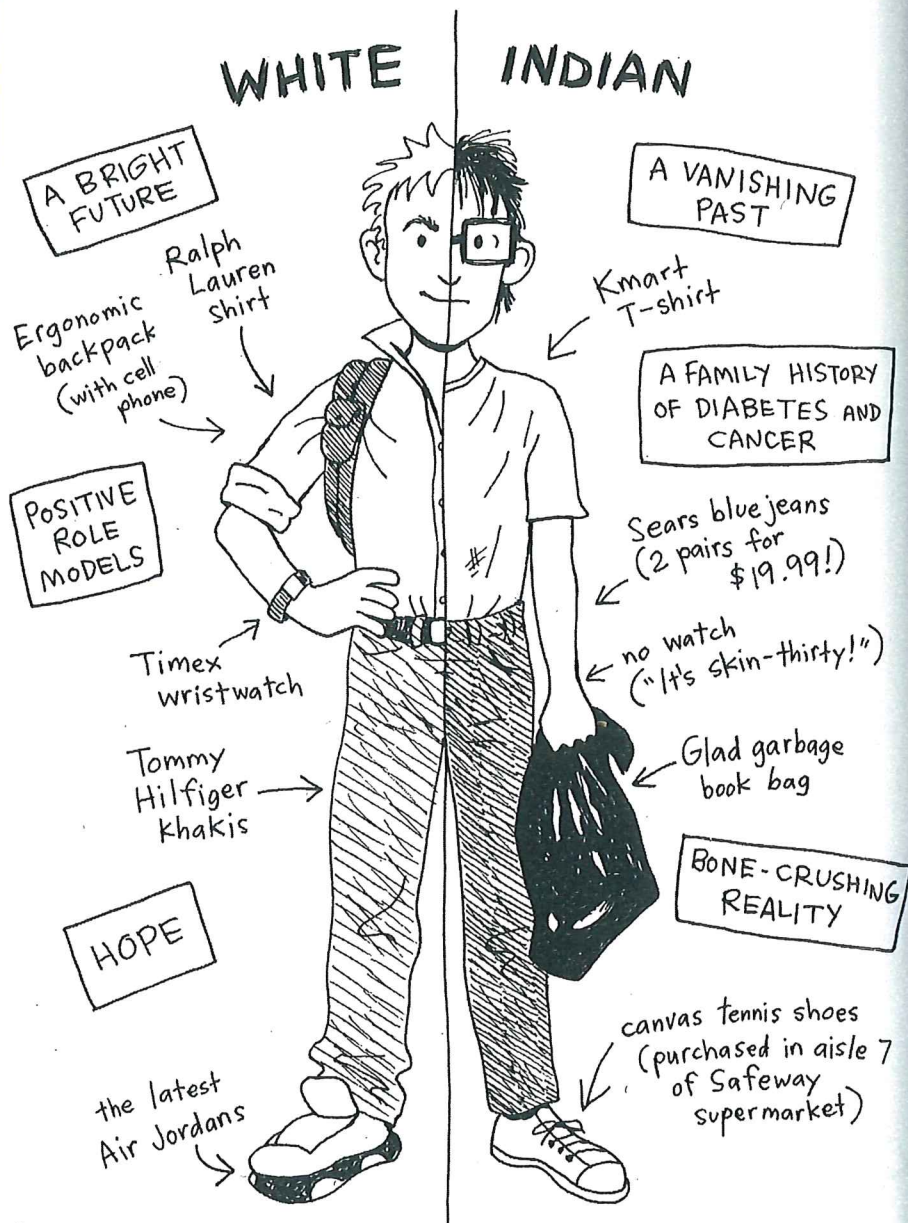 WHITE
INDIAN
A BRIGHT
FUTURE
Ralph
Lauren
shirt
Ergonomic
backpack
(with cell
phone)
POSITIVE
ROLE
MODELS
Timex
wristwatch
Tommy
Hilfiger
khakis
HOPE
the latest
Air Jordans
A VANISHING
PAST
Kmart
T-shirt
A FAMILY HISTORY
OF DIABETES AND
CANCER
Sears blue jeans
(2 pairs for
$19.99!)
no watch
("It's skin-thirty!")
Glad garbage
book bag
BONE-CRUSHING
REALITY
canvas tennis shoes
(purchased in aisle 7
of Safeway
supermarket)